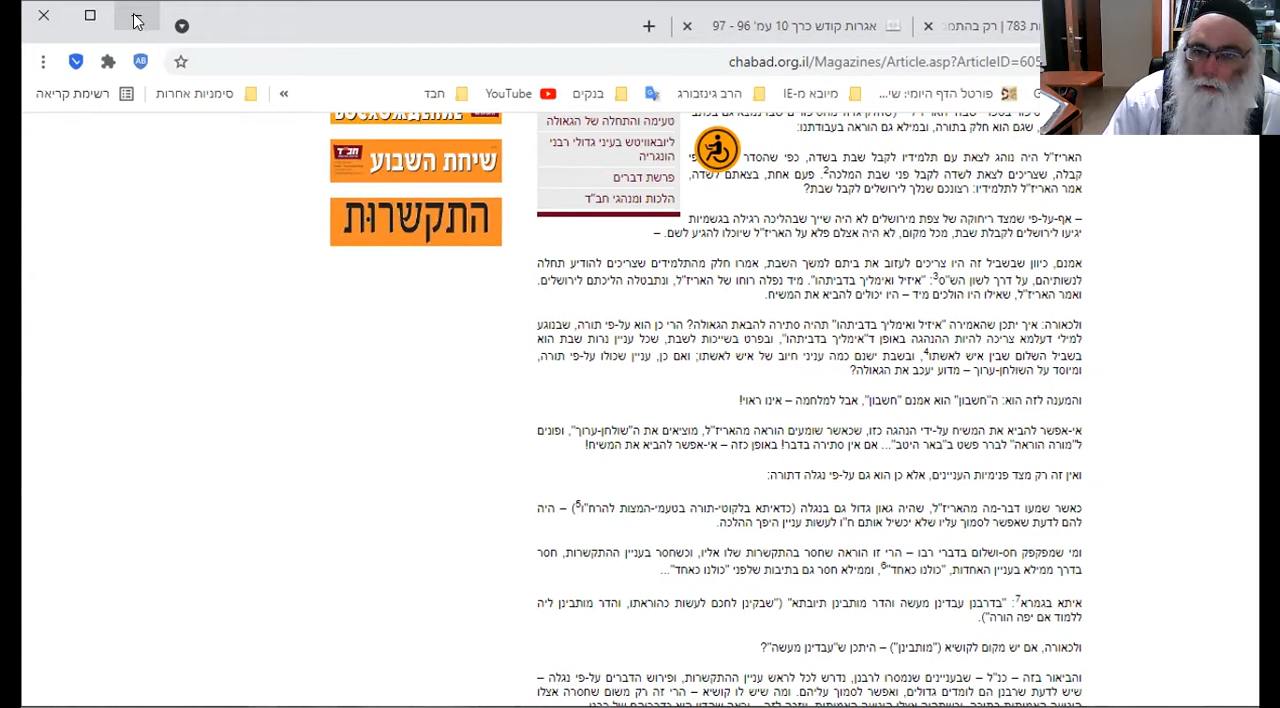 אגרות קודש כרך 10 עמ' 96 - 97
783 | רק בהתמ
chabad.org.il/Magazines/Article.asp?ArticleID=605
פורטל הדף היומי: שי...
מיובא מ-IE
הרב גינזבורג
בנקים
YouTube
חבד
»
סימניות אחרות
רשימת קריאה
טעימה והתחלה של הגאולה
ליובאוויטש בעיני גדולי רבני
הונגריה
פרשת דברים
הלכות ומנהגי חב"ד
שיחת השבוע
חב"ד
התקשרות
שגם הוא חלק בתורה, ובמילא גם הוראה בעבודתנו:
האריז"ל היה נוהג לצאת עם תלמידיו לקבל שבת בשדה, כפי שהסדר
קבלה, שצריכים לצאת לשדה לקבל פני שבת המלכה2. פעם אחת, בצאתם לשדה,
אמר האריז"ל לתלמידיו: רצונכם שנלך לירושלים לקבל שבת?
– אף-על-פי שמצד ריחוקה של צפת מירושלים לא היה שייך שבהליכה רגילה בגשמיות
יגיעו לירושלים לקבלת שבת, מכל מקום, לא היה אצלם פלא על האריז"ל שיוכלו להגיע לשם. –
אמנם, כיוון שבשביל זה היו צריכים לעזוב את ביתם למשך השבת, אמרו חלק מהתלמידים שצריכים להודיע תחלה
לנשותיהם, על דרך לשון הש"ס3: "איזיל ואימליך בדביתהו". מיד נפלה רוחו של האריז"ל, ונתבטלה הליכתם לירושלים.
ואמר האריז"ל, שאילו היו הולכים מיד – היו יכולים להביא את המשיח.
ולכאורה: איך יתכן שהאמירה "איזיל ואימליך בדביתהו" תהיה סתירה להבאת הגאולה? הרי כן הוא על-פי תורה, שבנוגע
למילי דעלמא צריכה להיות ההנהגה באופן ד"אימליך בדביתהו", ובפרט בשייכות לשבת, שכל עניין נרות שבת הוא
בשביל השלום שבין איש לאשתו4, ובשבת ישנם כמה עניני חיוב של איש לאשתו; ואם כן, עניין שכולו על-פי תורה,
ומיוסד על השולחן-ערוך – מדוע יעכב את הגאולה?
והמענה לזה הוא: ה"חשבון" הוא אמנם "חשבון", אבל למלחמה – אינו ראוי!
אי-אפשר להביא את המשיח על-ידי הנהגה כזו, שכאשר שומעים הוראה מהאריז"ל, מוציאים את ה"שולחן-ערוך", ופונים
ל"מורה הוראה" לברר פשט ב"באר היטב"... אם אין סתירה בדבר! באופן כזה – אי-אפשר להביא את המשיח!
ואין זה רק מצד פנימיות העניינים, אלא כן הוא גם על-פי נגלה דתורה:
כאשר שמעו דבר-מה מהאריז"ל, שהיה גאון גדול גם בנגלה (כדאיתא בלקוטי-תורה בטעמי-המצות להרח"ו5) – היה
להם לדעת שאפשר לסמוך עליו שלא יכשיל אותם ח"ו לעשות עניין היפך ההלכה.
ומי שמפקפק חס-ושלום בדברי רבו – הרי זו הוראה שחסר בהתקשרות שלו אליו, וכשחסר בעניין ההתקשרות, חסר
בדרך ממילא בעניין האחדות, "כולנו כאחד"6, וממילא חסר גם בתיבות שלפני "כולנו כאחד"...
איתא בגמרא7: "בדרבנן עבדינן מעשה והדר מותבינן תיובתא" ("שבקינן לחכם לעשות כהוראתו, והדר מותבינן ליה
ללמוד אם יפה הורה").
ולכאורה, אם יש מקום לקושיא ("מותבינן") – היתכן ש"עבדינן מעשה"?
והביאור בזה – כנ"ל – שבעניינים שנמסרו לרבנן, נדרש לכל לראש עניין ההתקשרות, ופירוש הדברים על-פי נגלה –
שיש לדעת שרבנן הם לומדים גדולים, ואפשר לסמוך עליהם. ומה שיש לו קושיא – הרי זה רק משום שחסרה אצלו